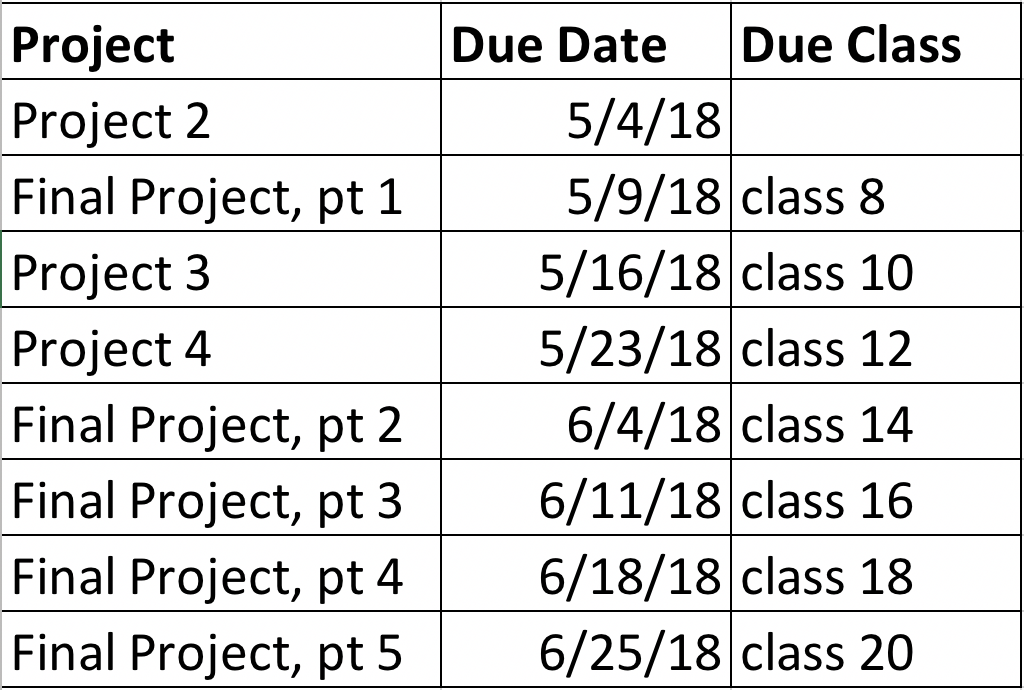 Project Due Date Due Class
Project 2 5/4/18
Final Project, pt 1 5/9/18 class 8
Project 3 5/16/18 class 10
Project 4 5/23/18 class 12
Final Project, pt 2 6/4/18 class 14
Final Project, pt 3 6/11/18 class 16
Final Project, pt 4 6/18/18 class 18
Final Project, pt 5 6/25/18 class 20